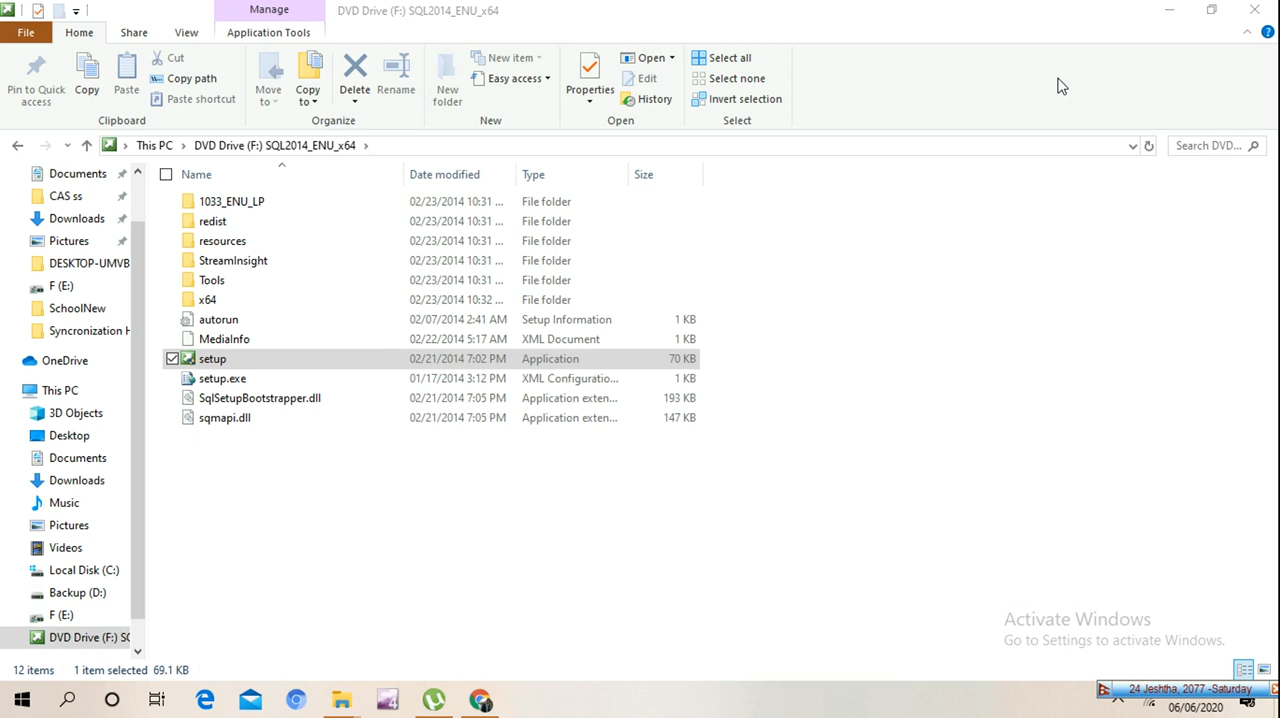 Manage
DVD Drive (F:) SQL2014_ENU_x64
File
Home
Share
View
Application Tools
Pin to Quick access
Copy
Paste
Cut
Copy path
Paste shortcut
Clipboard
Move to
Copy to
Delete
Rename
Organize
New folder
New item
Easy access
New
Properties
Open
Edit
History
Open
Select all
Select none
Invert selection
Select
This PC
DVD Drive (F:) SQL2014_ENU_x64
Search DVD...
Documents
CAS ss
Downloads
Pictures
DESKTOP-UMVB
F (E:)
SchoolNew
Syncronization H
OneDrive
This PC
3D Objects
Desktop
Documents
Downloads
Music
Pictures
Videos
Local Disk (C:)
Backup (D:)
F (E:)
DVD Drive (F:) SQ
Name Date modified Type Size
1033_ENU_LP 02/23/2014 10:31 ... File folder
redist 02/23/2014 10:31 ... File folder
resources 02/23/2014 10:31 ... File folder
StreamInsight 02/23/2014 10:31 ... File folder
Tools 02/23/2014 10:31 ... File folder
x64 02/23/2014 10:32 ... File folder
autorun 02/07/2014 2:41 AM Setup Information 1 KB
MediaInfo 02/22/2014 5:17 AM XML Document 1 KB
setup 02/21/2014 7:02 PM Application 70 KB
setup.exe 01/17/2014 3:12 PM XML Configuratio... 1 KB
SqlSetupBootstrapper.dll 02/21/2014 7:05 PM Application exten... 193 KB
sqmapi.dll 02/21/2014 7:05 PM Application exten... 147 KB
Activate Windows
Go to Settings to activate Windows.
12 items 1 item selected 69.1 KB
24 Jeshtha, 2077 -Saturday
06/06/2020